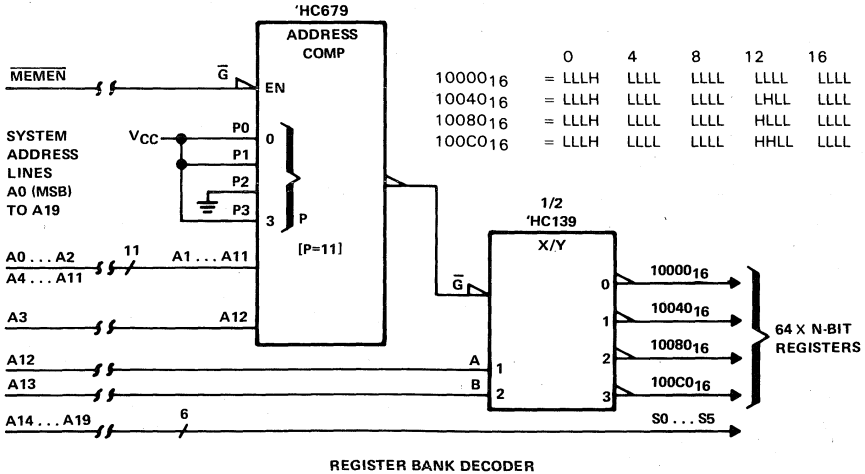 'HC679
ADDRESS
COMP
MEMEN
G
EN
SYSTEM
ADDRESS
LINES
A0 (MSB)
TO A19
VCC
P0
0
P1
P2
P3
3
P
[P=11]
A0...A2
11
A1...A11
A4...A11
A3
A12
A12
A
1
A13
B
2
A14...A19
6
S0...S5
0 4 8 12 16
10000₁₆ = LLLH LLLL LLLL LLLL LLLL
10040₁₆ = LLLH LLLL LLLL LHLL LLLL
10080₁₆ = LLLH LLLL LLLL HLLL LLLL
100C0₁₆ = LLLH LLLL LLLL HHLL LLLL
1/2
'HC139
X/Y
G
0
10000₁₆
1
10040₁₆
2
10080₁₆
3
100C0₁₆
64 X N-BIT
REGISTERS
REGISTER BANK DECODER